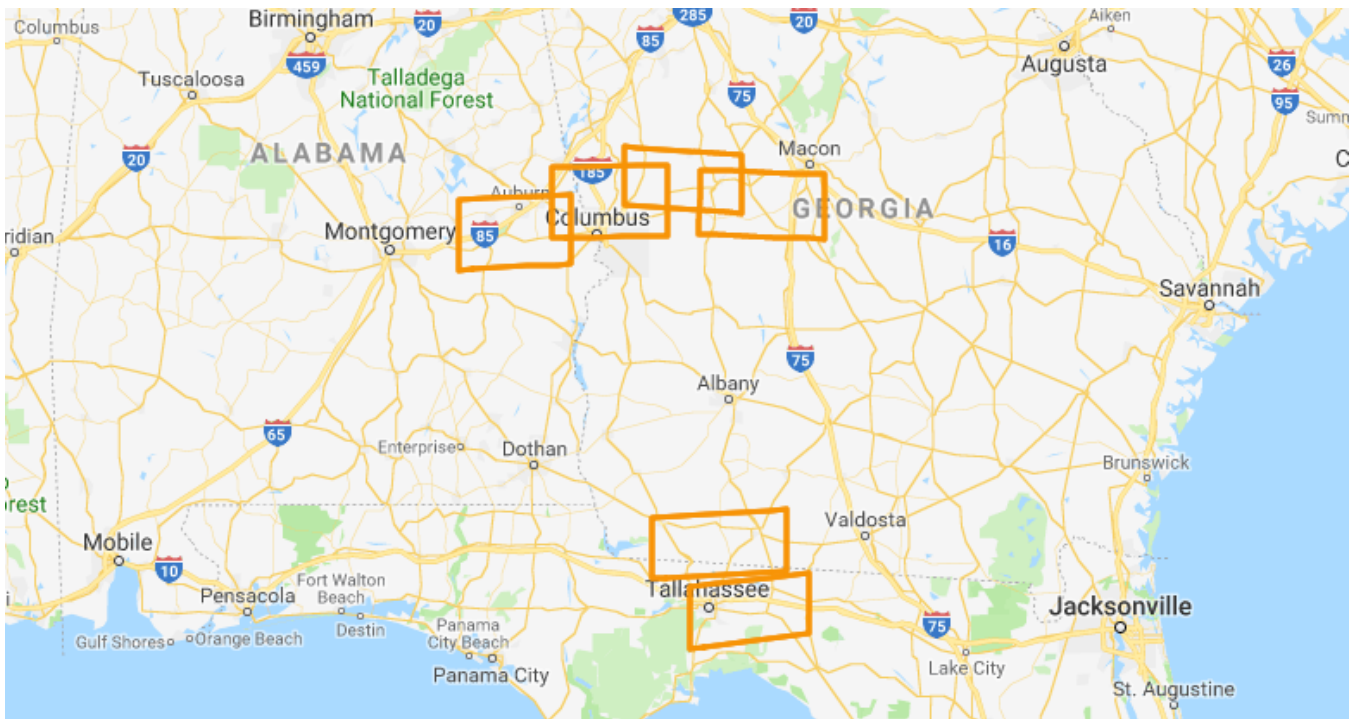 Columbus
Birmingham
20
285
85
20
Aiken
Augusta
26
459
Tuscaloosa
Talladega
National Forest
75
95
Summ
20
ALABAMA
Macon
C
185
Auburn
GEORGIA
Columbus
ridian
Montgomery
85
16
Savannah
75
Albany
65
Enterprise
Dothan
Brunswick
rest
Mobile
Valdosta
10
Pensacola
Fort Walton
Beach
Tallahassee
Jacksonville
Gulf Shores
Orange Beach
Destin
Panama
City Beach
75
Panama City
Lake City
St. Augustine